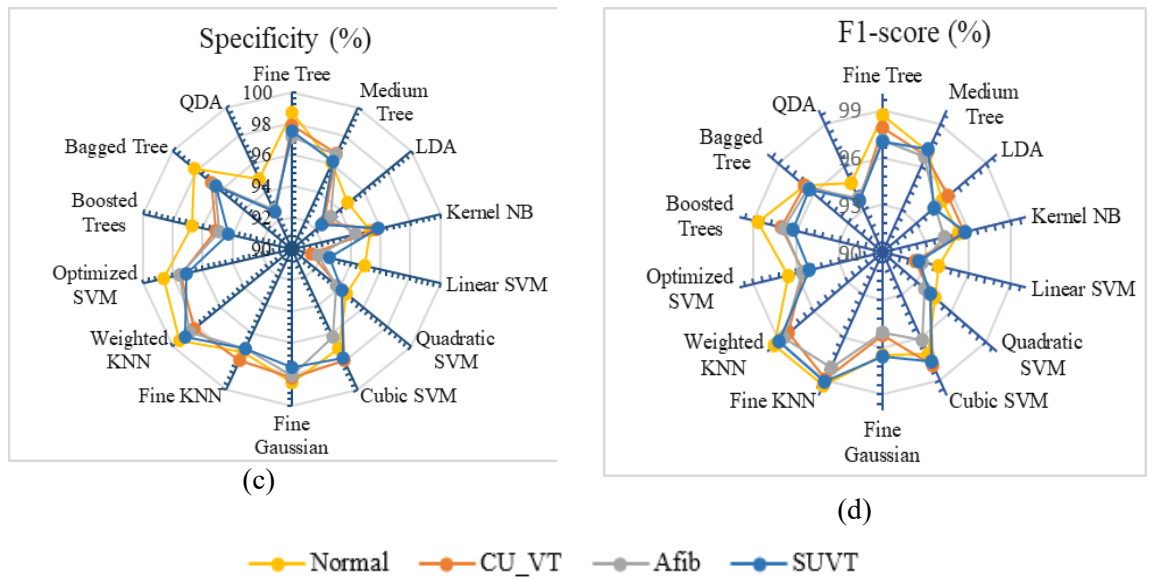 Specificity (%)
Fine Tree
Medium
Tree
LDA
Kernel NB
Linear SVM
Quadratic
SVM
Cubic SVM
Fine
Gaussian
Fine KNN
Weighted
KNN
Optimized
SVM
Boosted
Trees
Bagged Tree
QDA
100
98
96
94
92
90
(c)
F1-score (%)
Fine Tree
Medium
Tree
LDA
Kernel NB
Linear SVM
Quadratic
SVM
Cubic SVM
Fine
Gaussian
Fine KNN
Weighted
KNN
Optimized
SVM
Boosted
Trees
Bagged
Tree
QDA
99
96
93
90
(d)
Normal CU_VT Afib SUVT